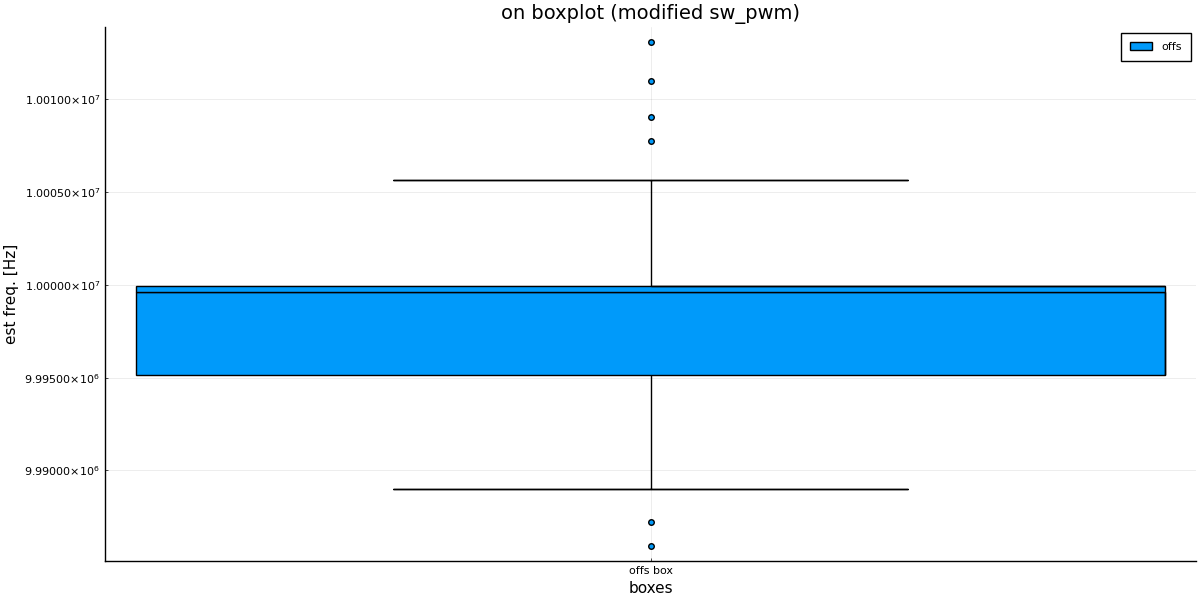 on boxplot (modified sw_pwm)
offs
1.00100×10⁷
1.00050×10⁷
1.00000×10⁷
9.99500×10⁶
9.99000×10⁶
est freq. [Hz]
offs box
boxes